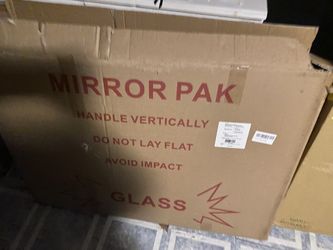 MIRROR PAK
HANDLE VERTICALLY
DO NOT LAY FLAT
AVOID IMPACT
GLASS